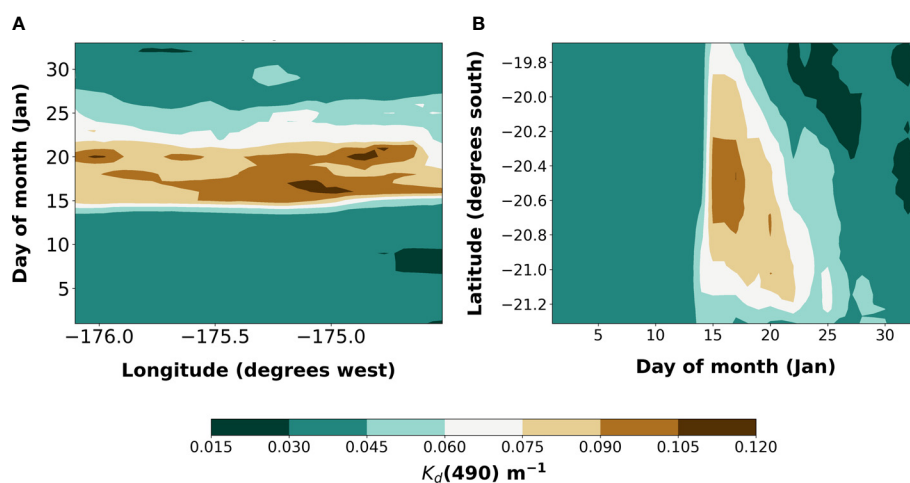 A
B
30
25
20
15
10
5
Day of month (Jan)
−176.0 −175.5 −175.0
Longitude (degrees west)
−19.8
−20.0
−20.2
−20.4
−20.6
−20.8
−21.0
−21.2
Latitude (degrees south)
5 10 15 20 25 30
Day of month (Jan)
0.015 0.030 0.045 0.060 0.075 0.090 0.105 0.120
K_d(490) m⁻¹